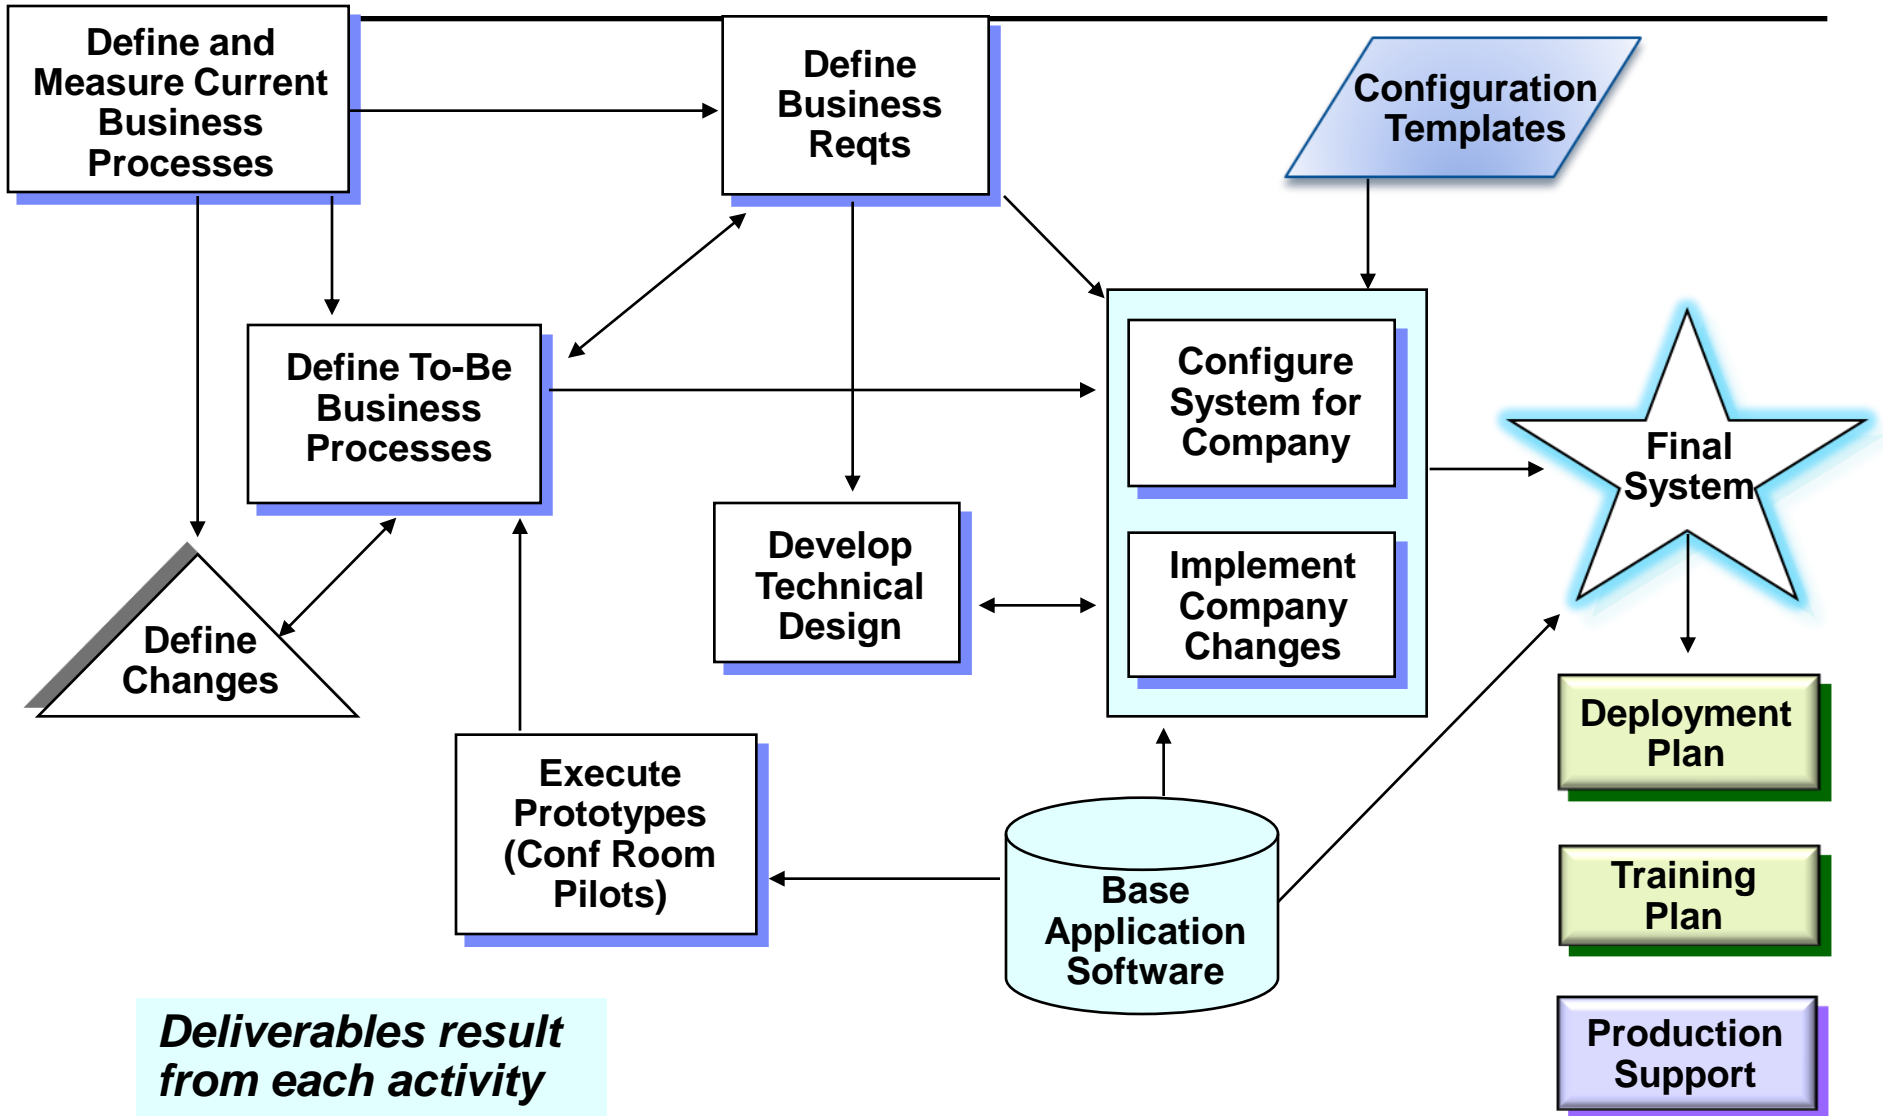 Define and
Measure Current
Business
Processes
Define
Business
Reqts
Configuration
Templates
Define To-Be
Business
Processes
Configure
System for
Company
Final
System
Develop
Technical
Design
Implement
Company
Changes
Define
Changes
Deployment
Plan
Execute
Prototypes
(Conf Room
Pilots)
Base
Application
Software
Training
Plan
Deliverables result
from each activity
Production
Support